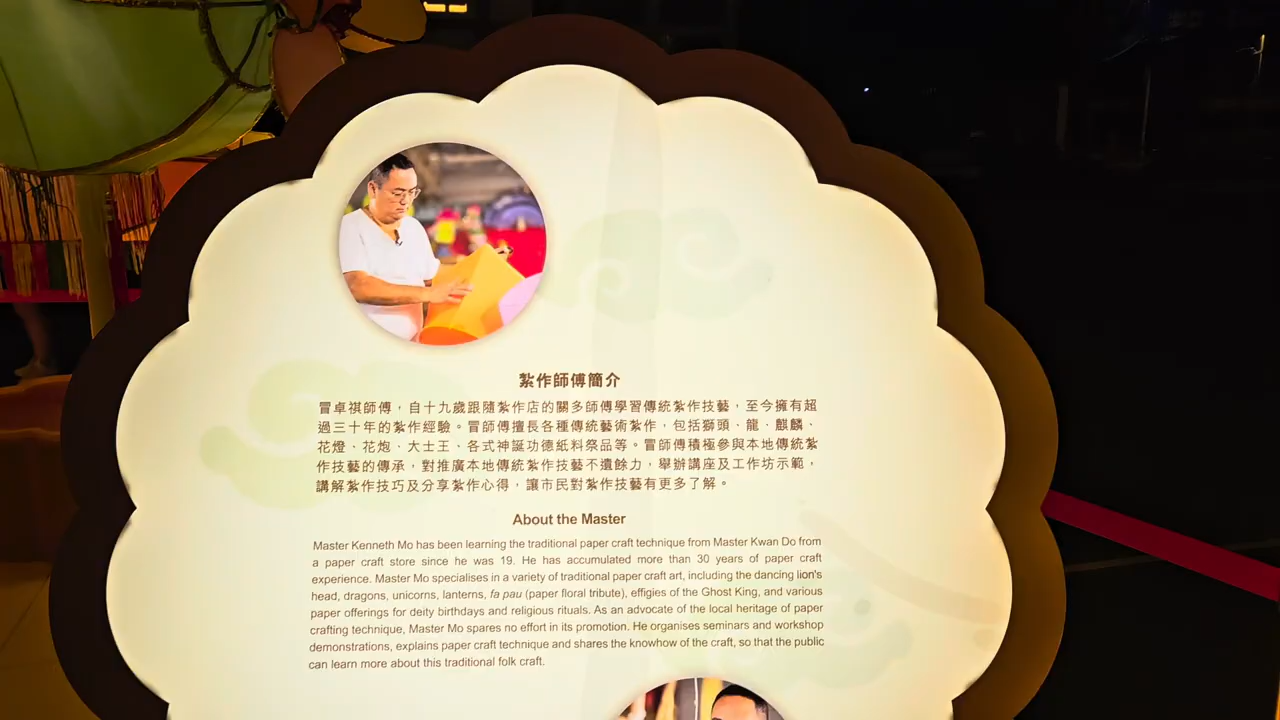 紮作師傅簡介
冒卓祺師傅，自十九歲跟隨紮作店的關多師傅學習傳統紮作技藝，至今擁有超
過三十年的紮作經驗。冒師傅擅長各種傳統藝術紮作，包括獅頭、龍、麒麟、
花燈、花炮、大士王、各式神誕功德紙料祭品等。冒師傅積極參與本地傳統紮
作技藝的傳承，對推廣本地傳統紮作技藝不遺餘力，舉辦講座及工作坊示範，
講解紮作技巧及分享紮作心得，讓市民對紮作技藝有更多了解。
About the Master
Master Kenneth Mo has been learning the traditional paper craft technique from Master Kwan Do from
a paper craft store since he was 19. He has accumulated more than 30 years of paper craft
experience. Master Mo specialises in a variety of traditional paper craft art, including the dancing lion's
head, dragons, unicorns, lanterns, fa pau (paper floral tribute), effigies of the Ghost King, and various
paper offerings for deity birthdays and religious rituals. As an advocate of the local heritage of paper
crafting technique, Master Mo spares no effort in its promotion. He organises seminars and workshop
demonstrations, explains paper craft technique and shares the knowhow of the craft, so that the public
can learn more about this traditional folk craft.